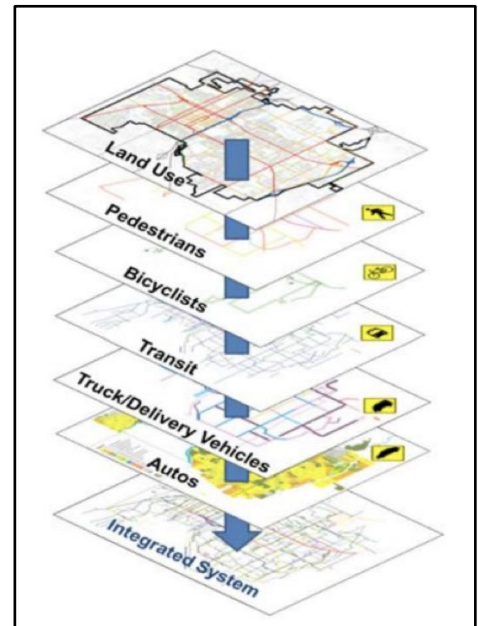 Land Use
Pedestrians
Bicyclists
Transit
Truck/Delivery Vehicles
Autos
Integrated System